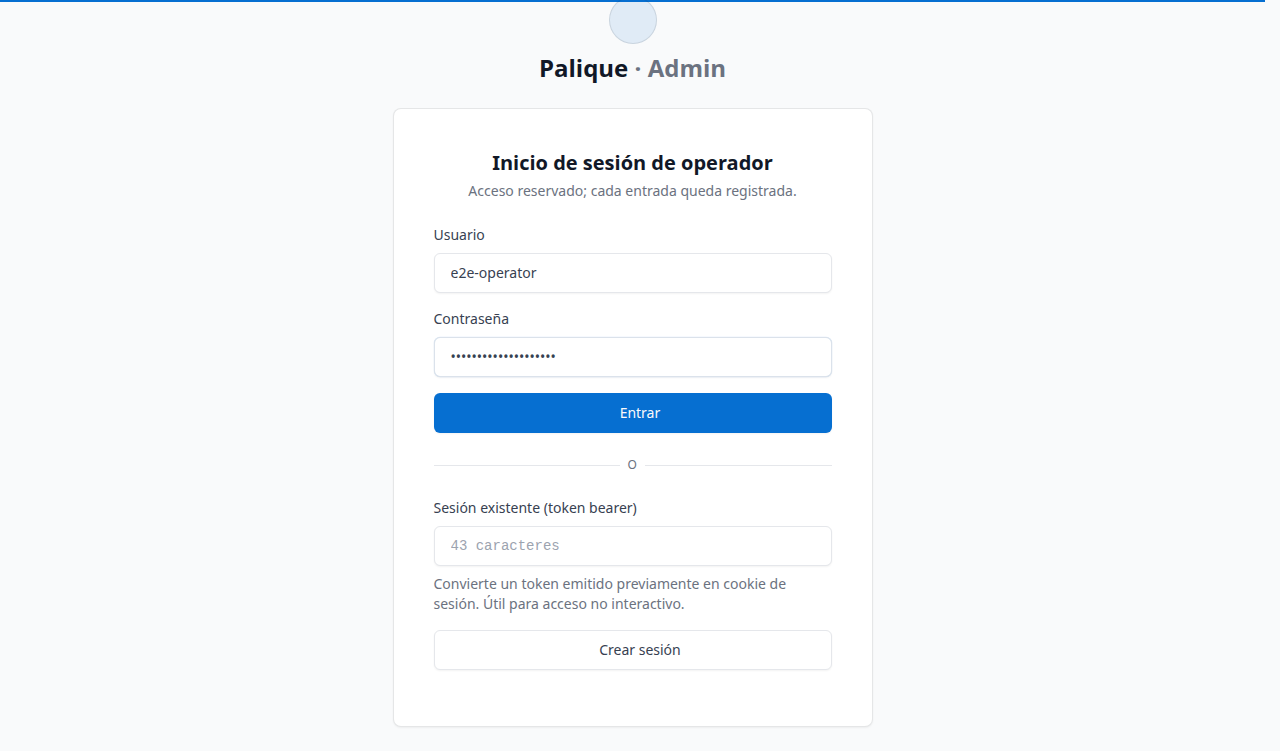 Palique · Admin
Inicio de sesión de operador
Acceso reservado; cada entrada queda registrada.
Usuario
e2e-operator
Contraseña
••••••••••••••••••••
Entrar
O
Sesión existente (token bearer)
43 caracteres
Convierte un token emitido previamente en cookie de
sesión. Útil para acceso no interactivo.
Crear sesión